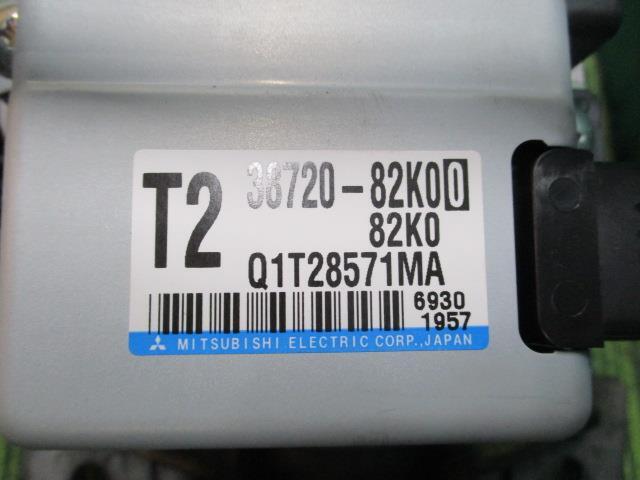 T2
38720-82K00
82K0
Q1T28571MA
6930
1957
MITSUBISHI ELECTRIC CORP.,JAPAN